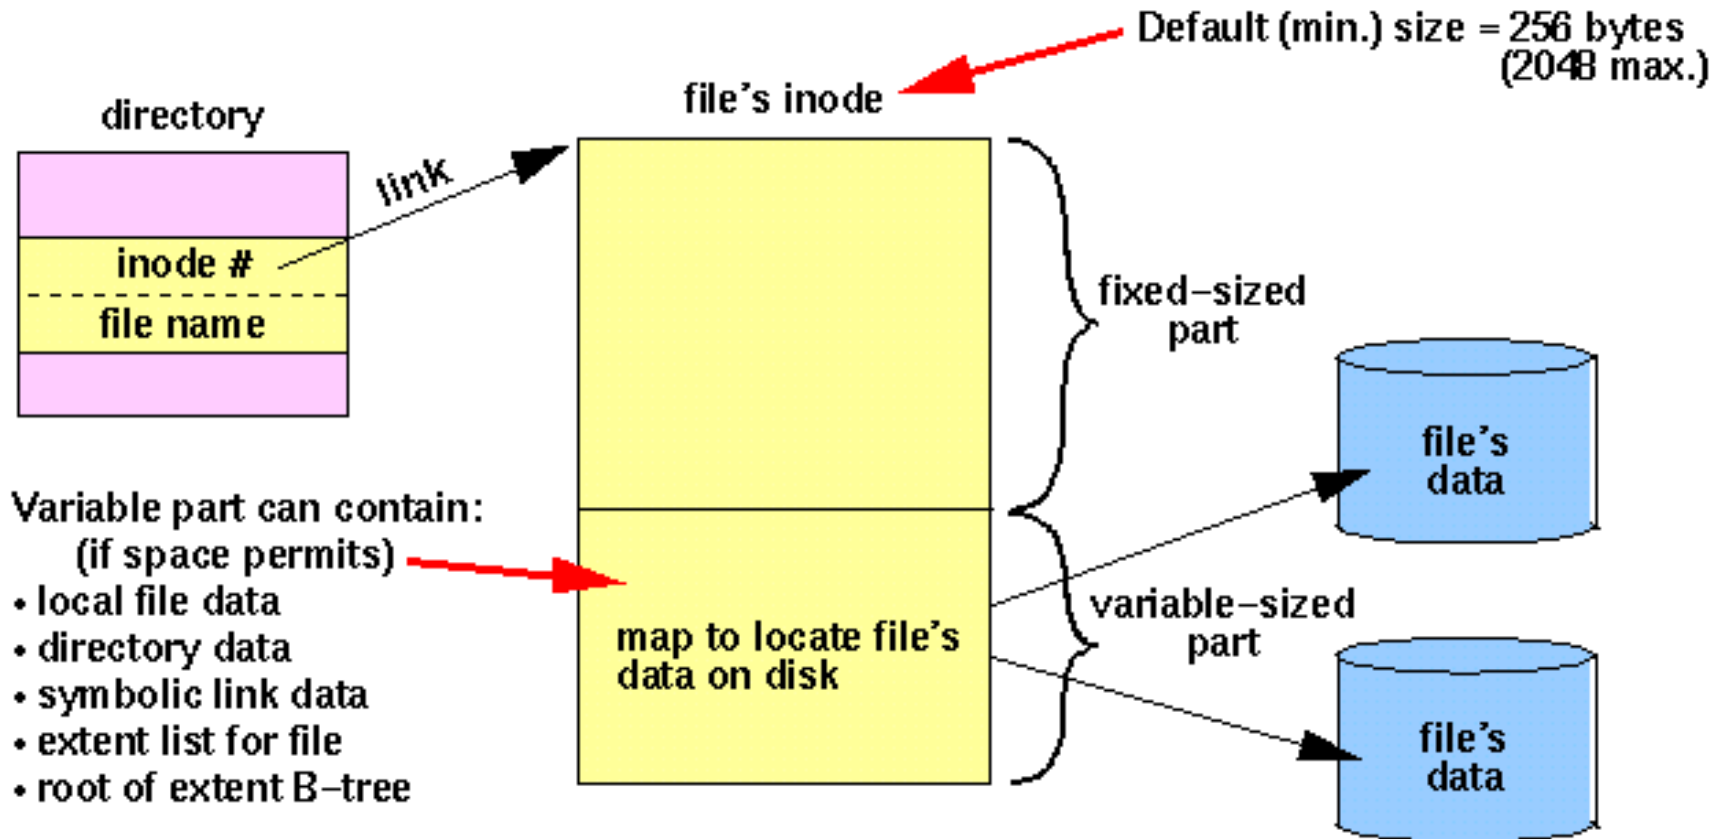 Default (min.) size = 256 bytes
(2048 max.)
file's inode
directory
link
inode #
file name
fixed-sized
part
file's
data
Variable part can contain:
(if space permits)
• local file data
• directory data
• symbolic link data
• extent list for file
• root of extent B-tree
map to locate file's
data on disk
variable-sized
part
file's
data